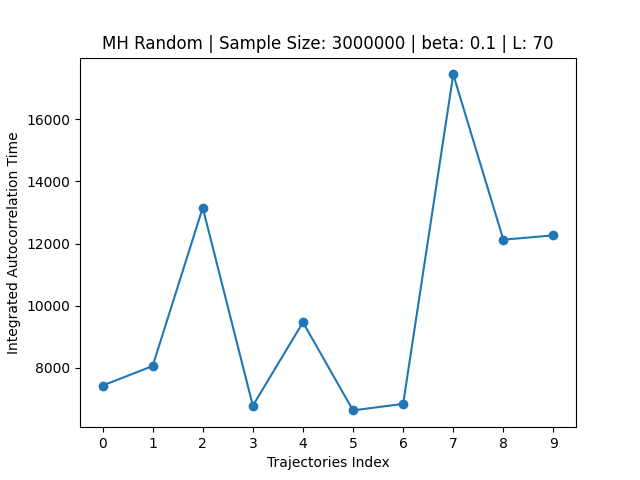 MH Random | Sample Size: 3000000 | beta: 0.1 | L: 70
Integrated Autocorrelation Time
16000
14000
12000
10000
8000
0 1 2 3 4 5 6 7 8 9
Trajectories Index